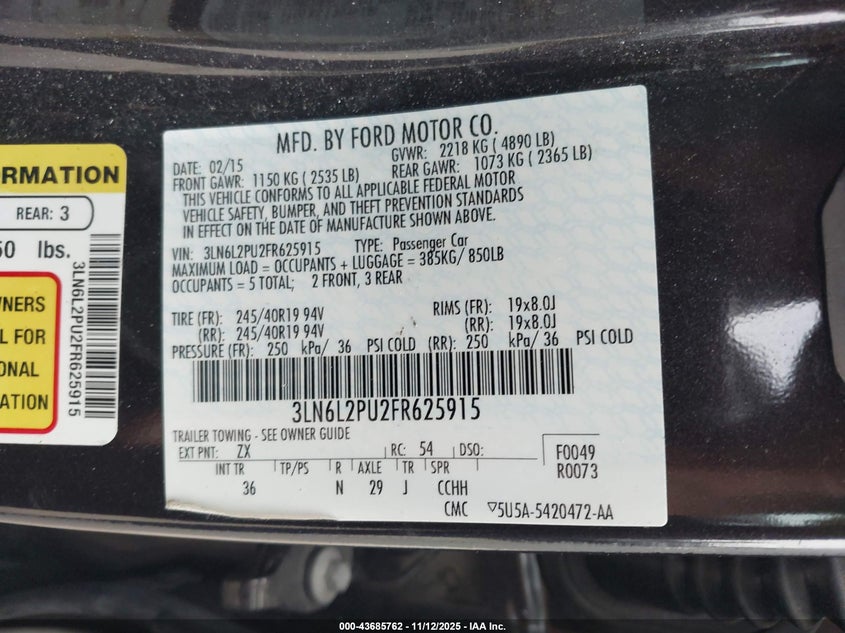 RMATION
REAR: 3
50 lbs.
WNERS
L FOR
ONAL
ATION
3LN6L2PU2FR625915
MFD. BY FORD MOTOR CO.
DATE: 02/15 GVWR: 2218 KG ( 4890 LB)
FRONT GAWR: 1150 KG ( 2535 LB) REAR GAWR: 1073 KG ( 2365 LB)
THIS VEHICLE CONFORMS TO ALL APPLICABLE FEDERAL MOTOR
VEHICLE SAFETY, BUMPER, AND THEFT PREVENTION STANDARDS
IN EFFECT ON THE DATE OF MANUFACTURE SHOWN ABOVE.
VIN: 3LN6L2PU2FR625915 TYPE: Passenger Car
MAXIMUM LOAD = OCCUPANTS + LUGGAGE = 385KG/ 850LB
OCCUPANTS = 5 TOTAL; 2 FRONT, 3 REAR
TIRE (FR): 245/40R19 94V RIMS (FR): 19x8.0J
(RR): 245/40R19 94V (RR): 19x8.0J
PRESSURE (FR): 250 kPa/ 36 PSI COLD (RR): 250 kPa/ 36 PSI COLD
3LN6L2PU2FR625915
TRAILER TOWING - SEE OWNER GUIDE
EXT PNT: ZX RC: 54 DSO: F0049
INT TR TP/PS R AXLE TR SPR R0073
36 N 29 J CCHH
CMC ▽5U5A-5420472-AA
000-43685762 - 11/12/2025 - IAA Inc.